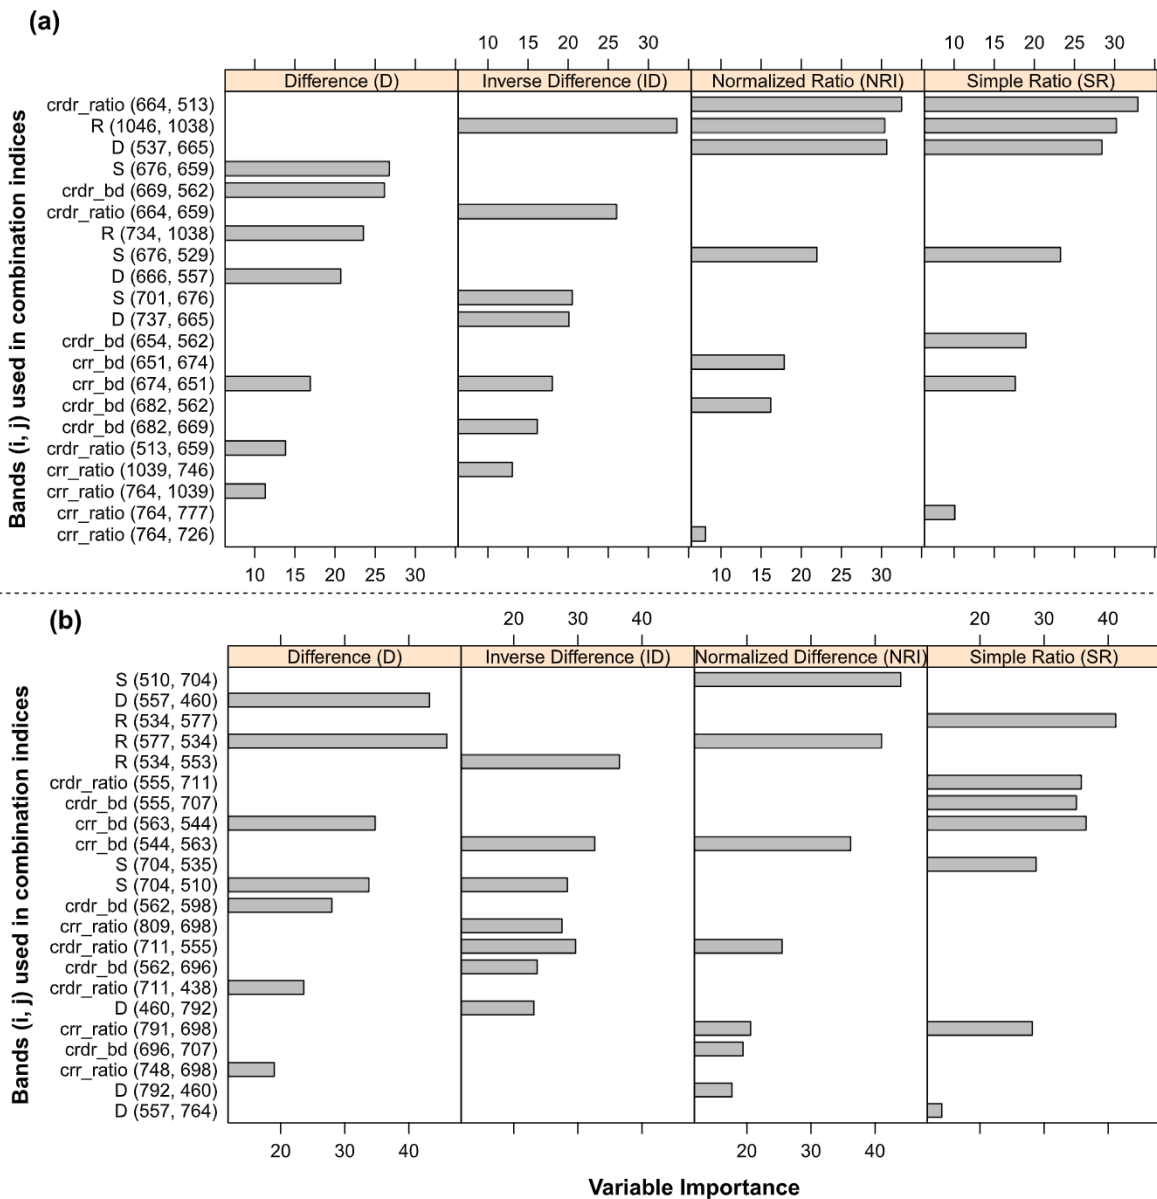 (a)
10 15 20 25 30 10 15 20 25 30
Difference (D) Inverse Difference (ID) Normalized Ratio (NRI) Simple Ratio (SR)
Bands (i, j) used in combination indices
crdr_ratio (664, 513)
R (1046, 1038)
D (537, 665)
S (676, 659)
crdr_bd (669, 562)
crdr_ratio (664, 659)
R (734, 1038)
S (676, 529)
D (666, 557)
S (701, 676)
D (737, 665)
crdr_bd (654, 562)
crr_bd (651, 674)
crr_bd (674, 651)
crdr_bd (682, 562)
crdr_bd (682, 669)
crdr_ratio (513, 659)
crr_ratio (1039, 746)
crr_ratio (764, 1039)
crr_ratio (764, 777)
crr_ratio (764, 726)
10 15 20 25 30 10 15 20 25 30
(b)
20 30 40 20 30 40
Difference (D) Inverse Difference (ID) Normalized Difference (NRI) Simple Ratio (SR)
Bands (i, j) used in combination indices
S (510, 704)
D (557, 460)
R (534, 577)
R (577, 534)
R (534, 553)
crdr_ratio (555, 711)
crdr_bd (555, 707)
crr_bd (563, 544)
crr_bd (544, 563)
S (704, 535)
S (704, 510)
crdr_bd (562, 598)
crr_ratio (809, 698)
crdr_ratio (711, 555)
crdr_bd (562, 696)
crdr_ratio (711, 438)
D (460, 792)
crr_ratio (791, 698)
crdr_bd (696, 707)
crr_ratio (748, 698)
D (792, 460)
D (557, 764)
20 30 40 20 30 40
Variable Importance